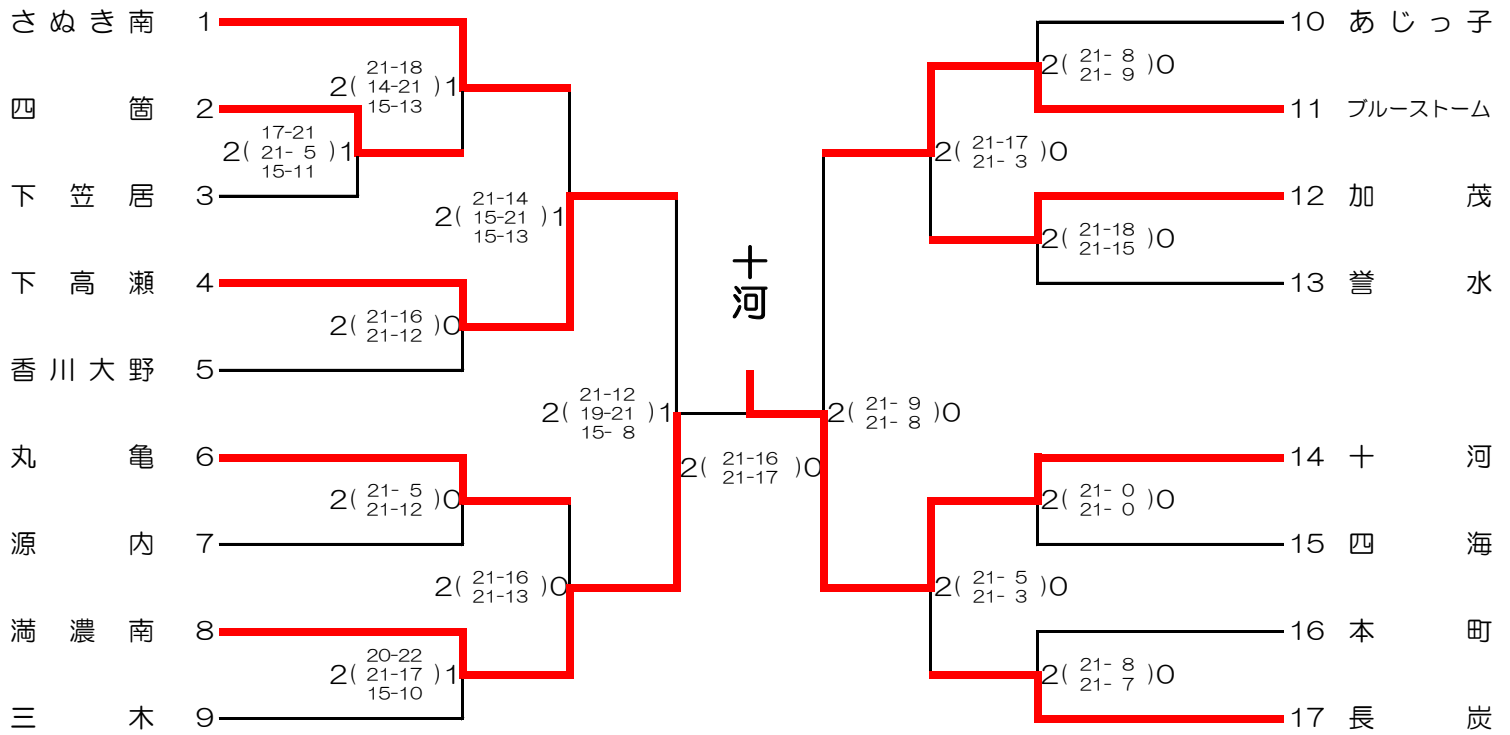 さぬき南 1
2( 21-18 14-21 15-13 )1
四箇 2
2( 17-21 21- 5 15-11 )1
下笠居 3
2( 21-14 15-21 15-13 )1
下高瀬 4
2( 21-16 21-12 )0
香川大野 5
2( 21-12 19-21 15- 8 )1
丸亀 6
2( 21- 5 21-12 )0
源内 7
2( 21-16 21-13 )0
満濃南 8
2( 20-22 21-17 15-10 )1
三木 9
十河
2( 21-16 21-17 )0
10 あじっ子
2( 21- 8 21- 9 )0
11 ブルーストーム
2( 21-17 21- 3 )0
12 加茂
2( 21-18 21-15 )0
13 誉水
2( 21- 9 21- 8 )0
14 十河
2( 21- 0 21- 0 )0
15 四海
2( 21- 5 21- 3 )0
16 本町
2( 21- 8 21- 7 )0
17 長炭